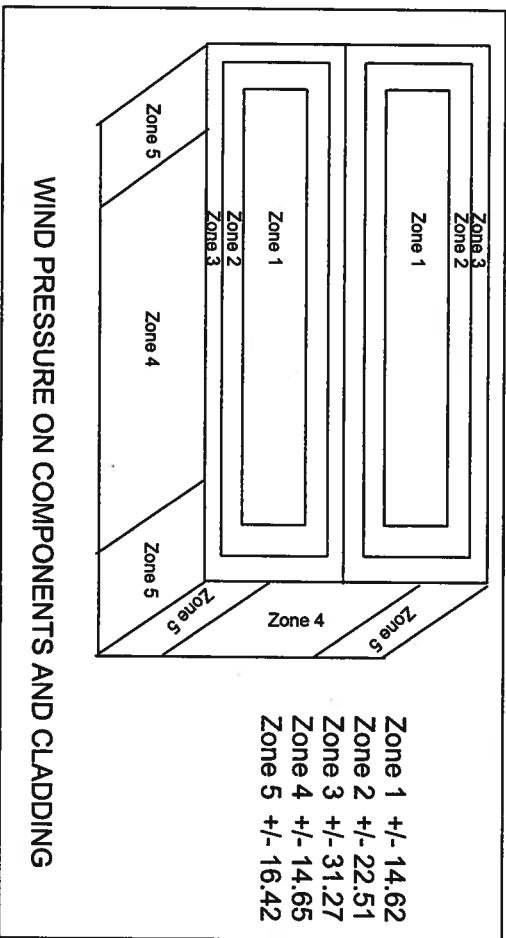 Zone 3
Zone 2
Zone 1
Zone 1
Zone 2
Zone 3
Zone 5
Zone 4
Zone 5
Zone 5
Zone 4
Zone 5
Zone 1 +/- 14.62
Zone 2 +/- 22.51
Zone 3 +/- 31.27
Zone 4 +/- 14.65
Zone 5 +/- 16.42
WIND PRESSURE ON COMPONENTS AND CLADDING